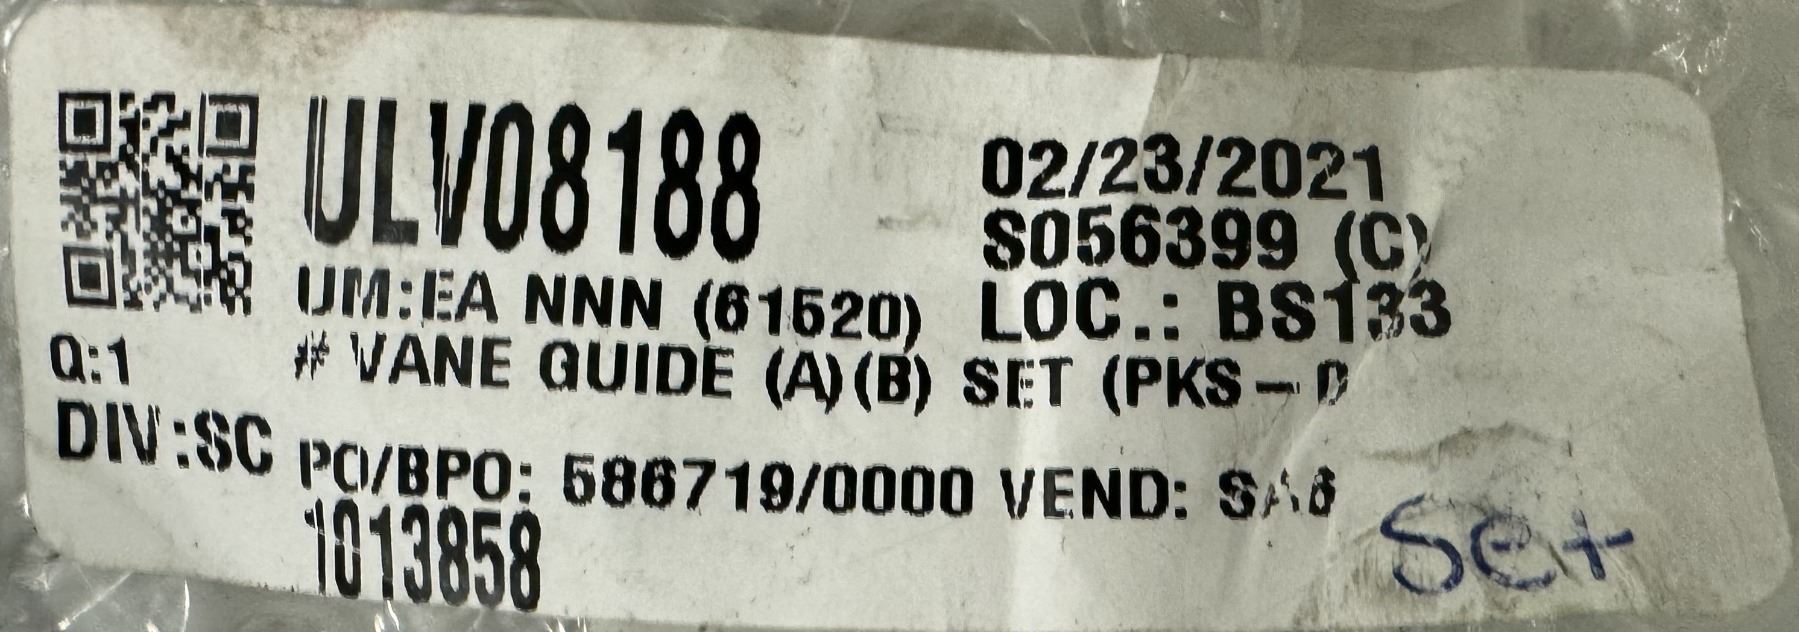 ULV08188
02/23/2021
S056399 (C)
UM:EA NNN (61520)
LOC.: BS133
Q:1
# VANE GUIDE (A)(B) SET (PKS-
DIV:SC
PO/BPO: 586719/0000 VEND: SA6
1013858
Set